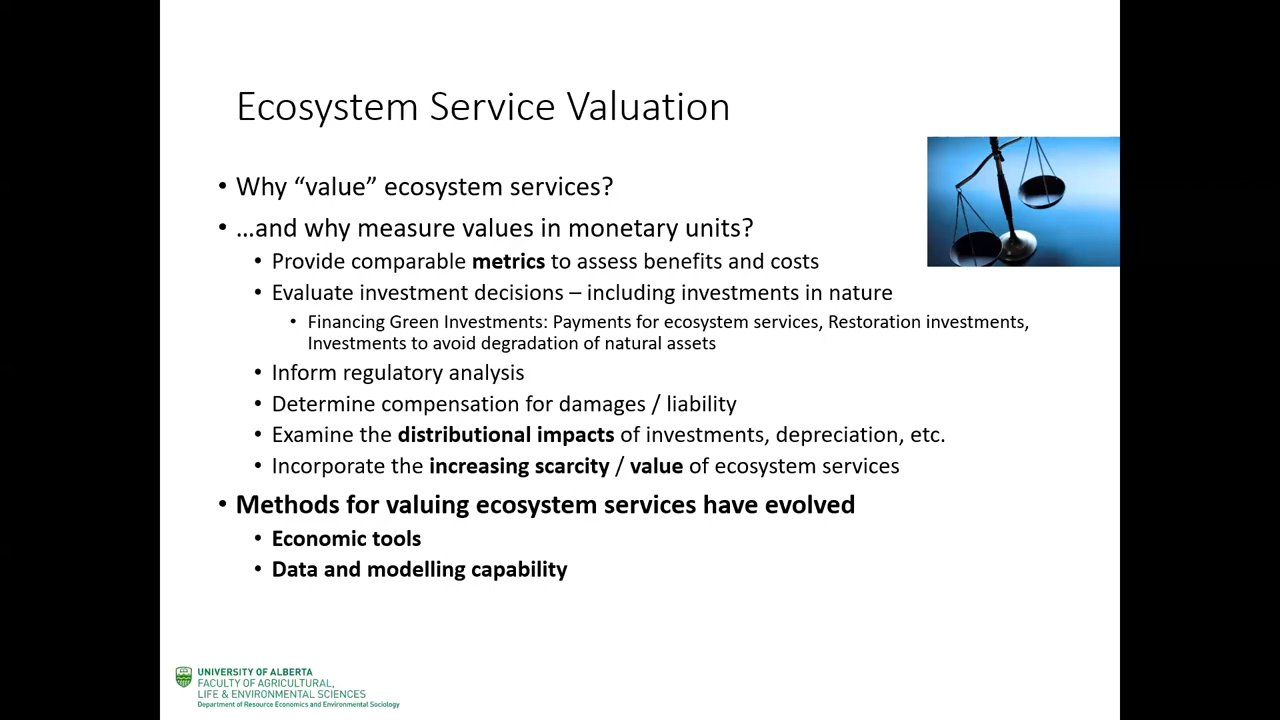 Ecosystem Service Valuation
• Why “value” ecosystem services?
• …and why measure values in monetary units?
• Provide comparable metrics to assess benefits and costs
• Evaluate investment decisions – including investments in nature
• Financing Green Investments: Payments for ecosystem services, Restoration investments,
Investments to avoid degradation of natural assets
• Inform regulatory analysis
• Determine compensation for damages / liability
• Examine the distributional impacts of investments, depreciation, etc.
• Incorporate the increasing scarcity / value of ecosystem services
• Methods for valuing ecosystem services have evolved
• Economic tools
• Data and modelling capability
UNIVERSITY OF ALBERTA
FACULTY OF AGRICULTURAL,
LIFE & ENVIRONMENTAL SCIENCES
Department of Resource Economics and Environmental Sociology